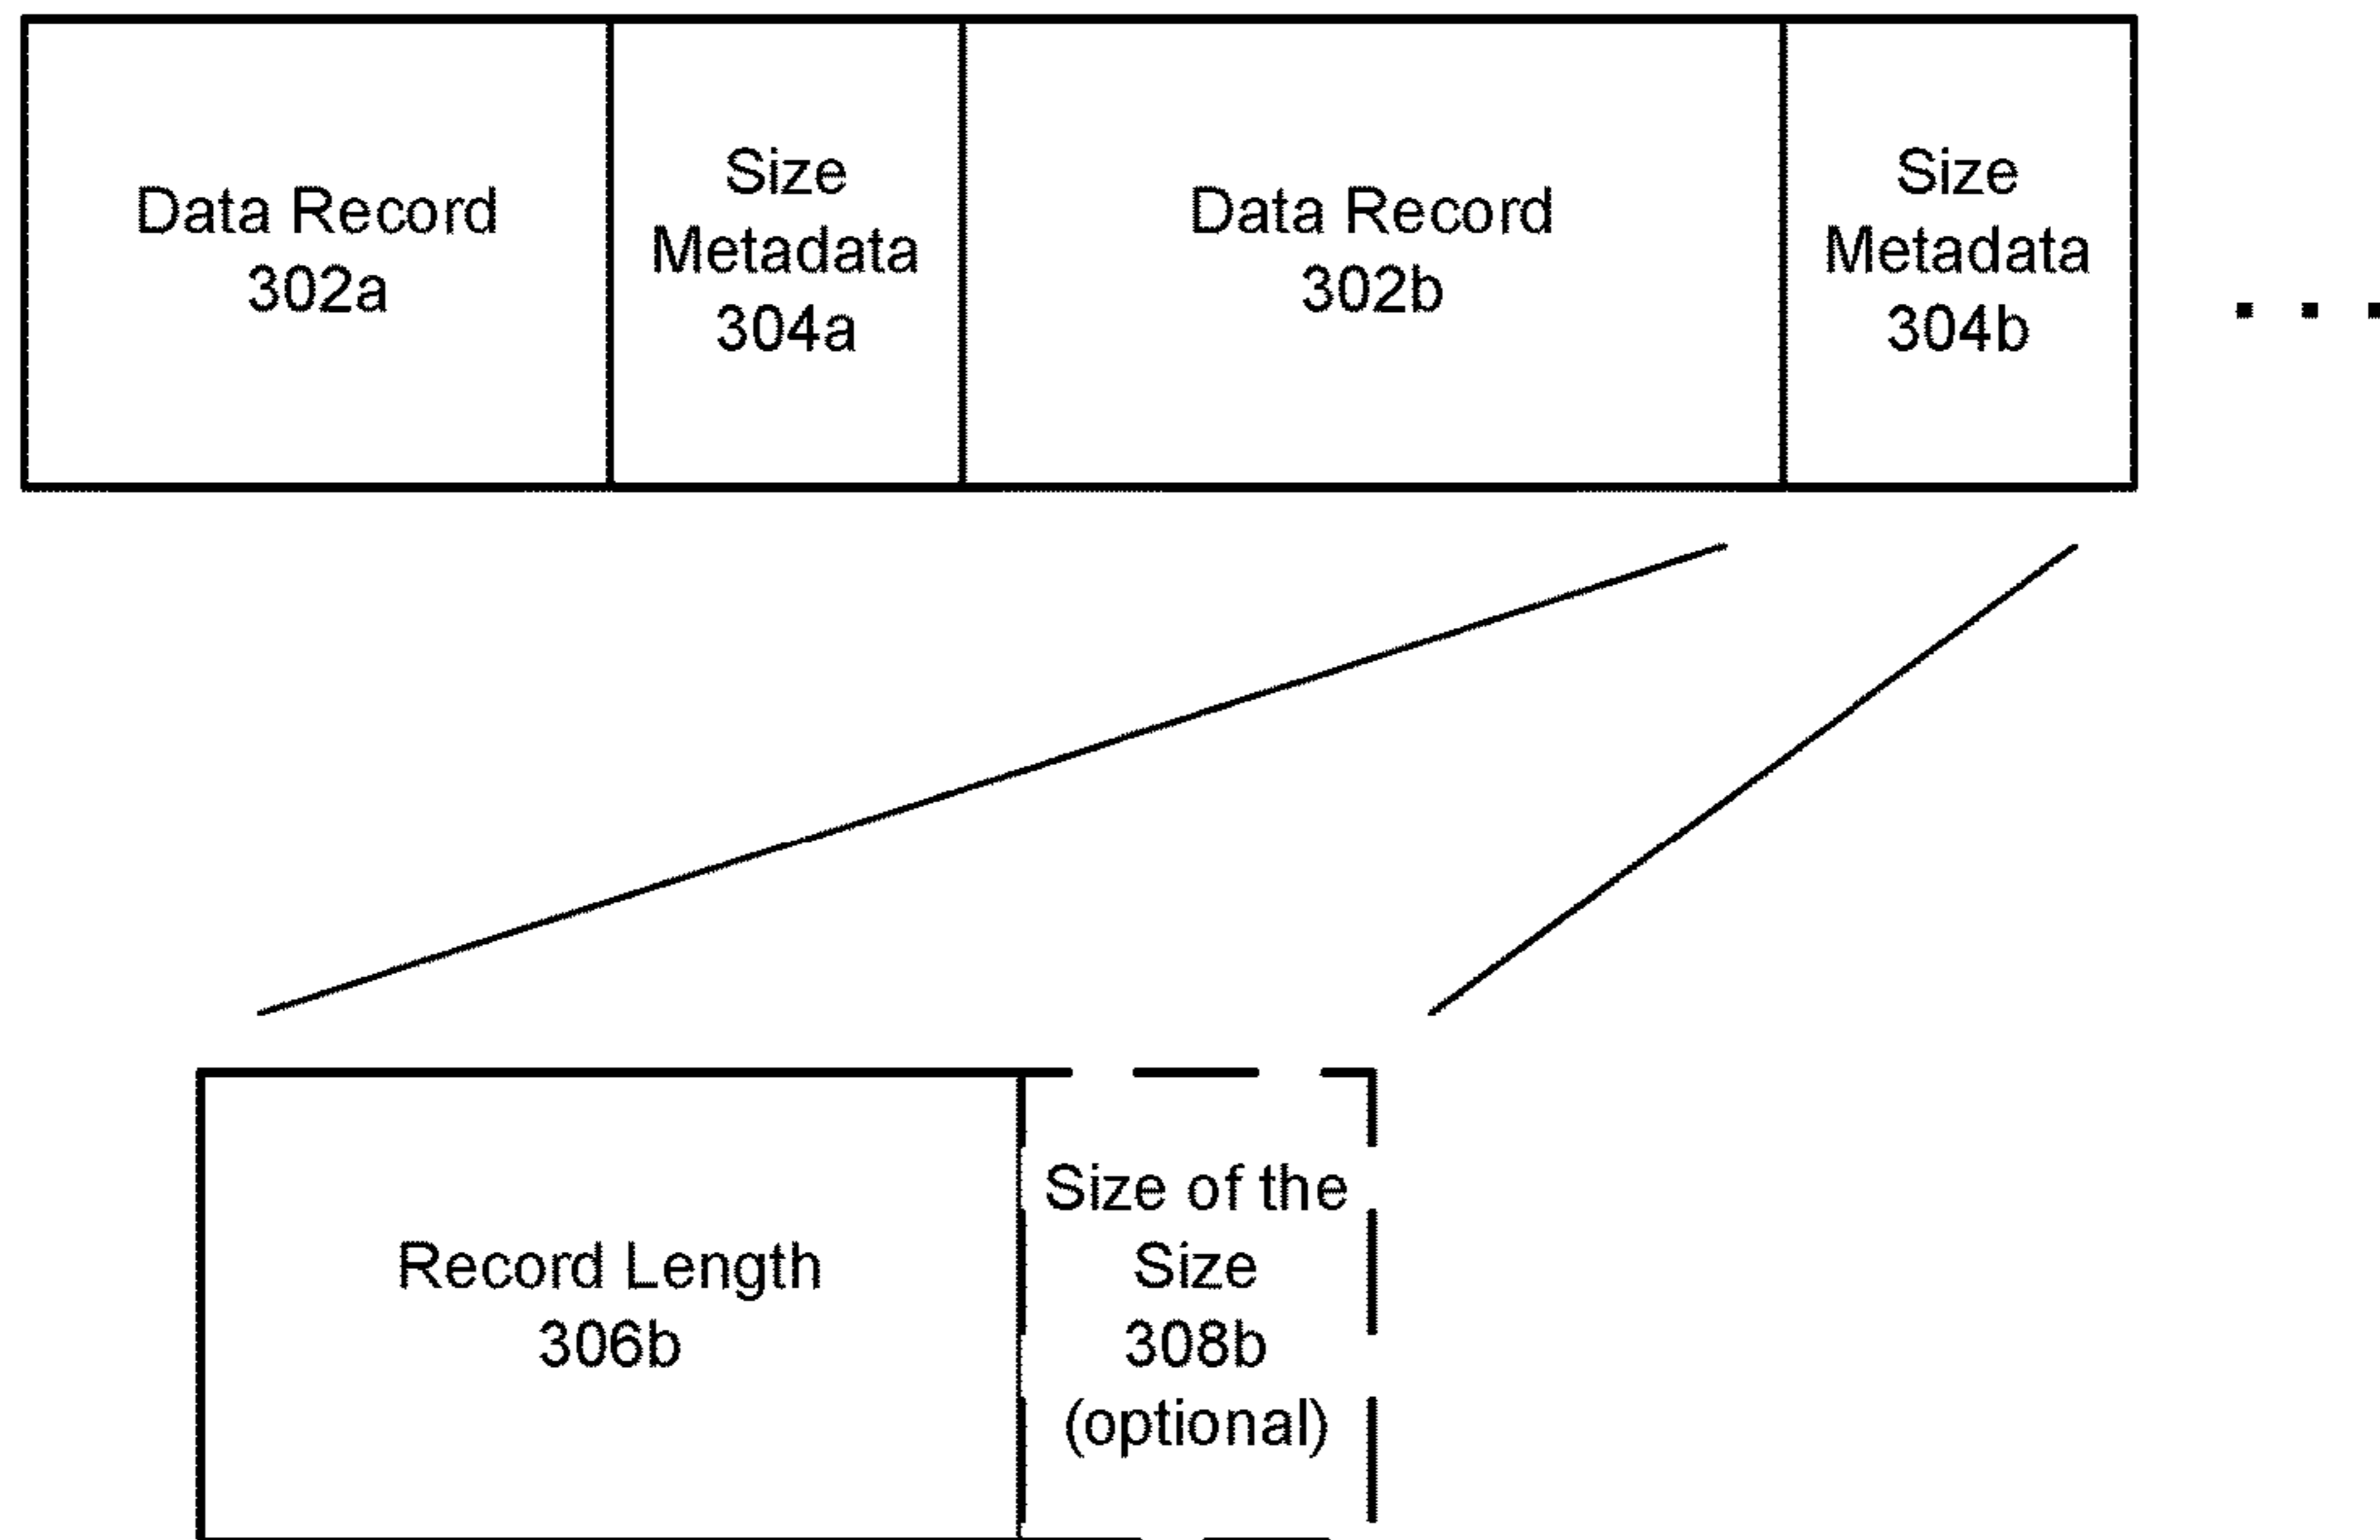 Data Record
302a
Size
Metadata
304a
Data Record
302b
Size
Metadata
304b
. . .
Record Length
306b
Size of the
Size
308b
(optional)